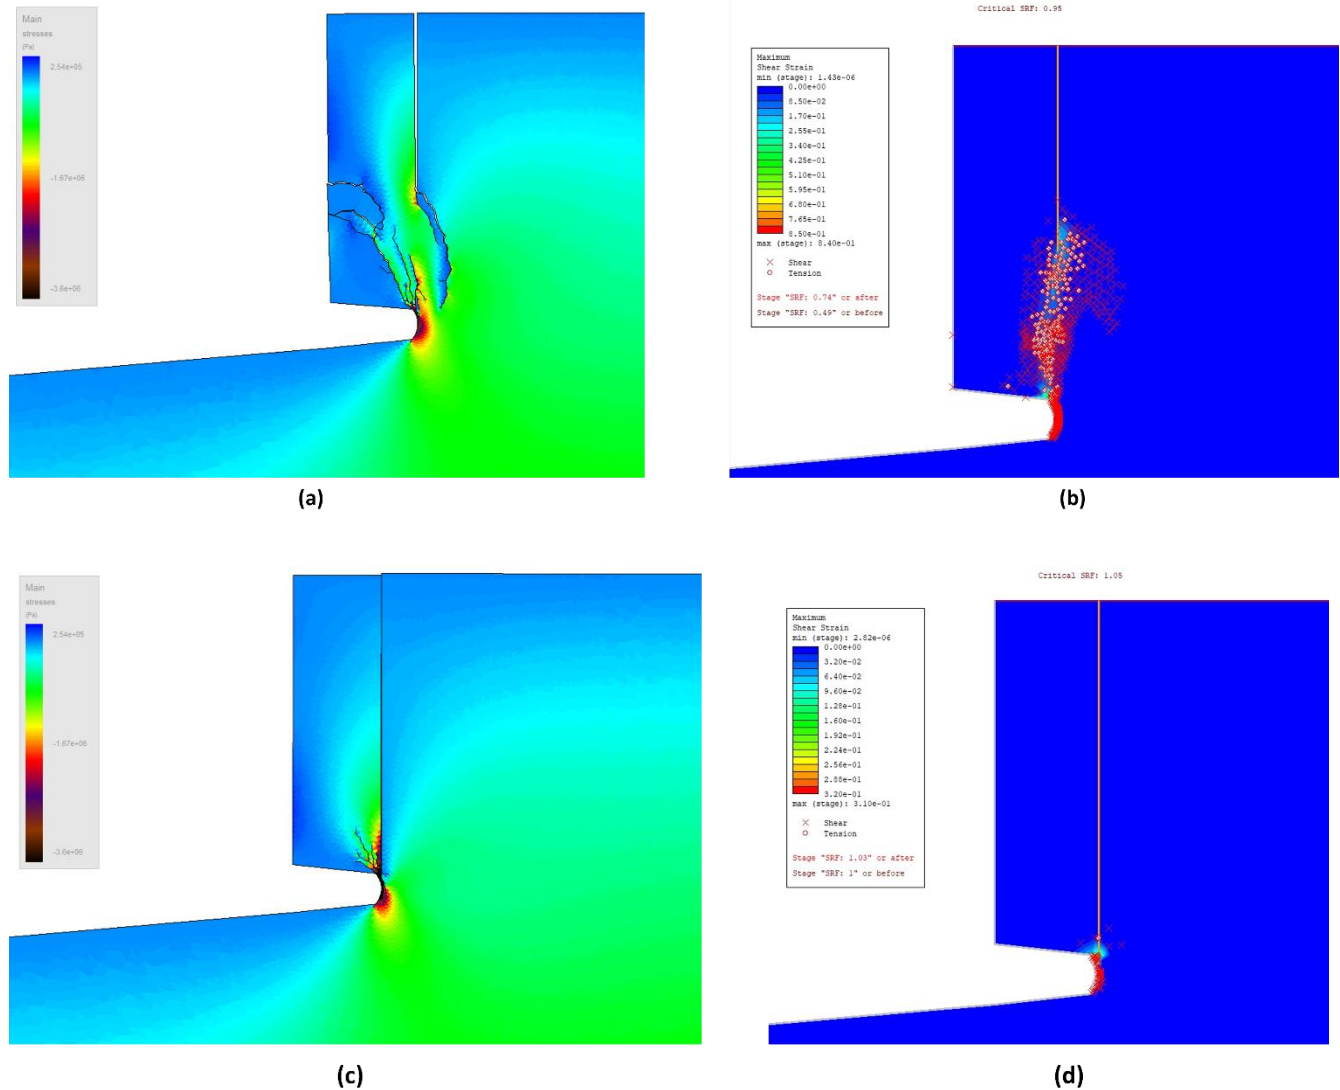 Main
stresses
(Pa)
2.54e+05
-1.67e+06
-3.6e+06
(a)
Critical SRF: 0.95
Maximum
Shear Strain
min (stage): 1.43e-06
0.00e+00
8.50e-02
1.70e-01
2.55e-01
3.40e-01
4.25e-01
5.10e-01
5.95e-01
6.80e-01
7.65e-01
8.50e-01
max (stage): 8.40e-01
Shear
Tension
Stage "SRF: 0.74" or after
Stage "SRF: 0.49" or before
(b)
Main
stresses
(Pa)
2.54e+05
-1.67e+06
-3.6e+06
(c)
Critical SRF: 1.05
Maximum
Shear Strain
min (stage): 2.82e-06
0.00e+00
3.20e-02
6.40e-02
9.60e-02
1.28e-01
1.60e-01
1.92e-01
2.24e-01
2.56e-01
2.88e-01
3.20e-01
max (stage): 3.10e-01
Shear
Tension
Stage "SRF: 1.03" or after
Stage "SRF: 1" or before
(d)